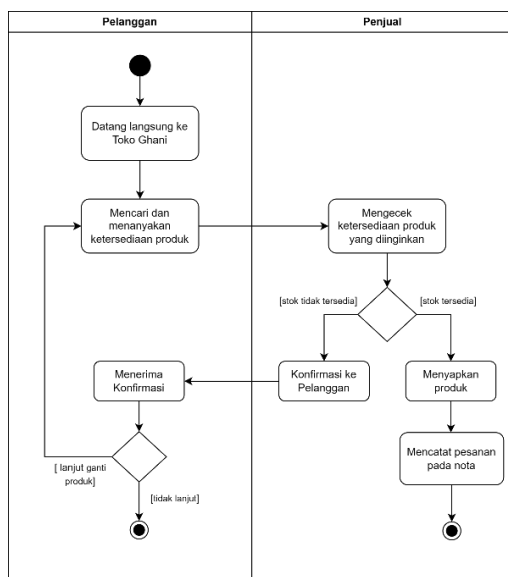 Pelanggan
Penjual
Datang langsung ke
Toko Ghani
Mencari dan
menanyakan
ketersediaan produk
Mengecek
ketersediaan produk
yang diinginkan
[stok tidak tersedia]
[stok tersedia]
Menerima
Konfirmasi
Konfirmasi ke
Pelanggan
Menyapkan
produk
Mencatat pesanan
pada nota
[ lanjut ganti
produk]
[tidak lanjut]